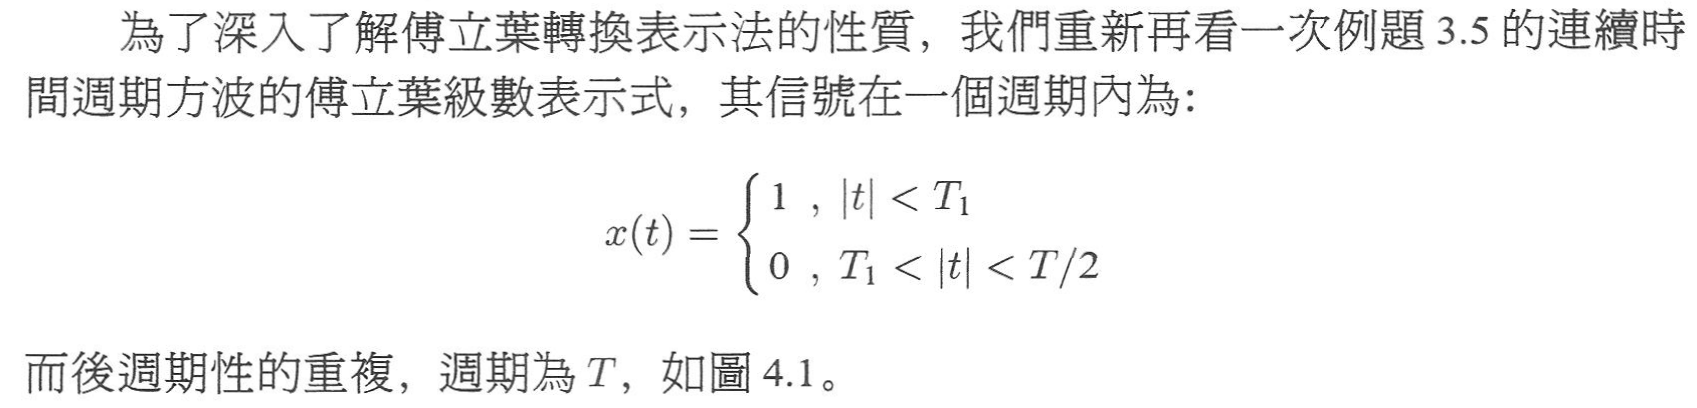 為了深入了解傅立葉轉換表示法的性質，我們重新再看一次例題 3.5 的連續時
間週期方波的傅立葉級數表示式，其信號在一個週期內為：
x(t) = { 1 , |t| < T₁
0 , T₁ < |t| < T/2
而後週期性的重複，週期為 T，如圖 4.1。